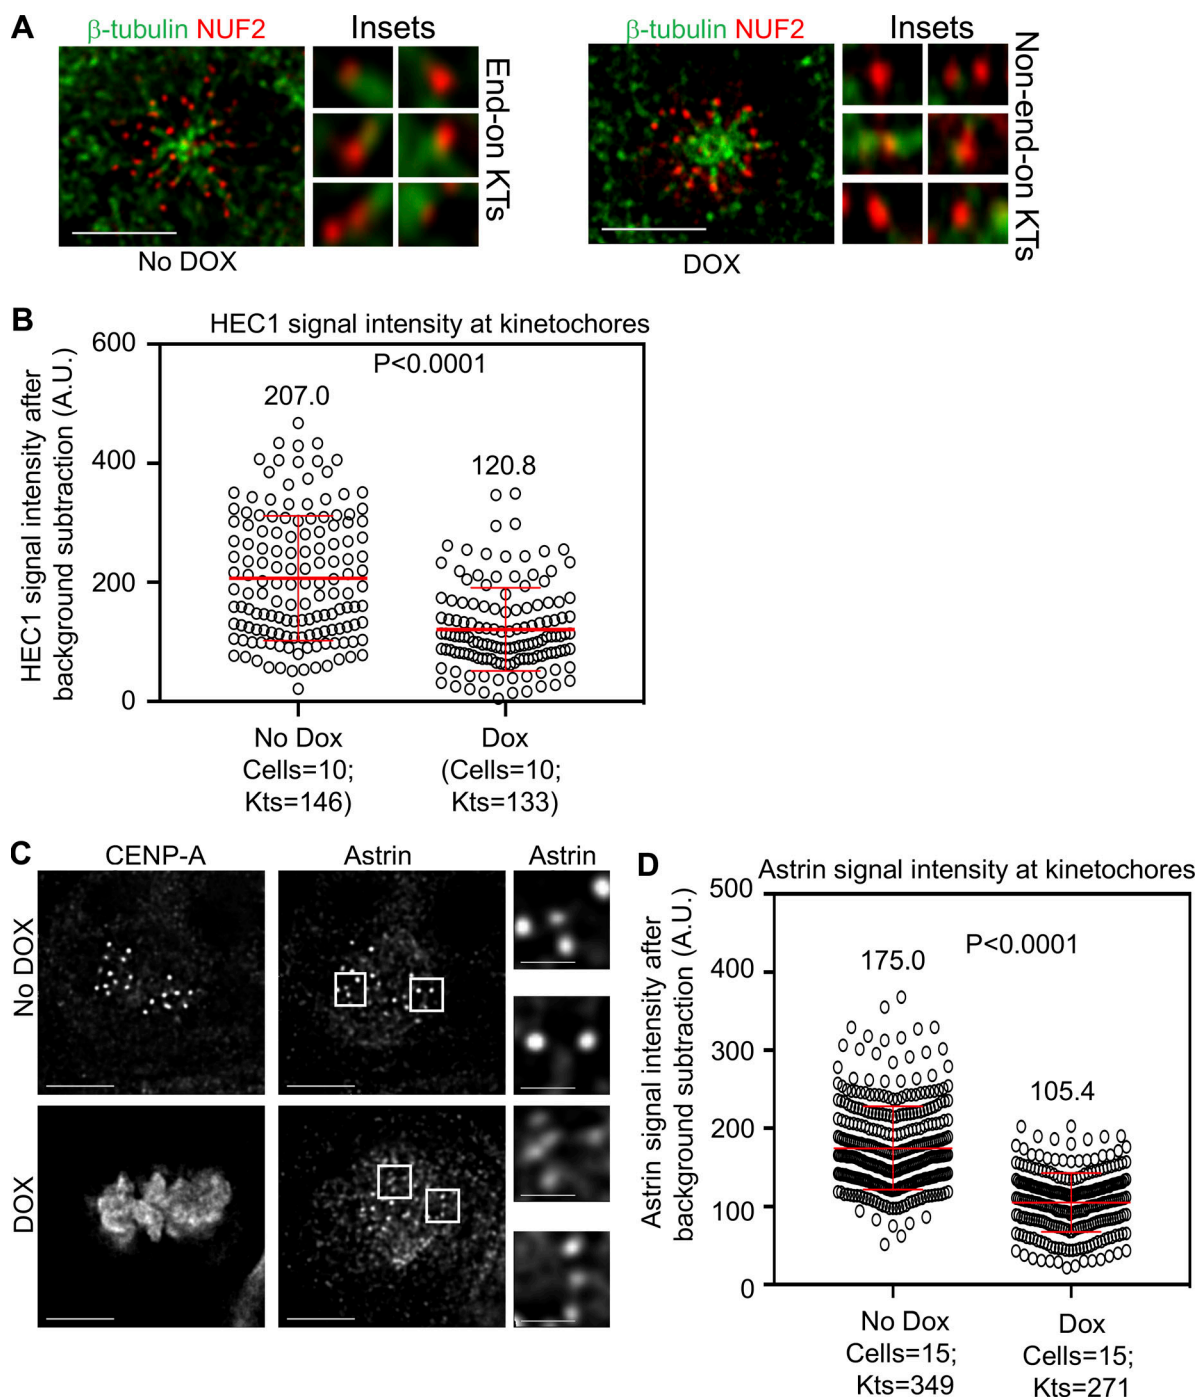 A
β-tubulin NUF2
Insets
End-on KTs
No DOX
β-tubulin NUF2
Insets
Non-end-on KTs
DOX
B
HEC1 signal intensity at kinetochores
HEC1 signal intensity after
background subtraction (A.U.)
600
400
200
0
P<0.0001
207.0
120.8
No Dox
Cells=10;
Kts=146)
Dox
(Cells=10;
Kts=133)
C
CENP-A
Astrin
Astrin
No DOX
DOX
D
Astrin signal intensity at kinetochores
Astrin signal intensity after
background subtraction (A.U.)
500
400
300
200
100
0
P<0.0001
175.0
105.4
No Dox
Cells=15;
Kts=349
Dox
Cells=15;
Kts=271